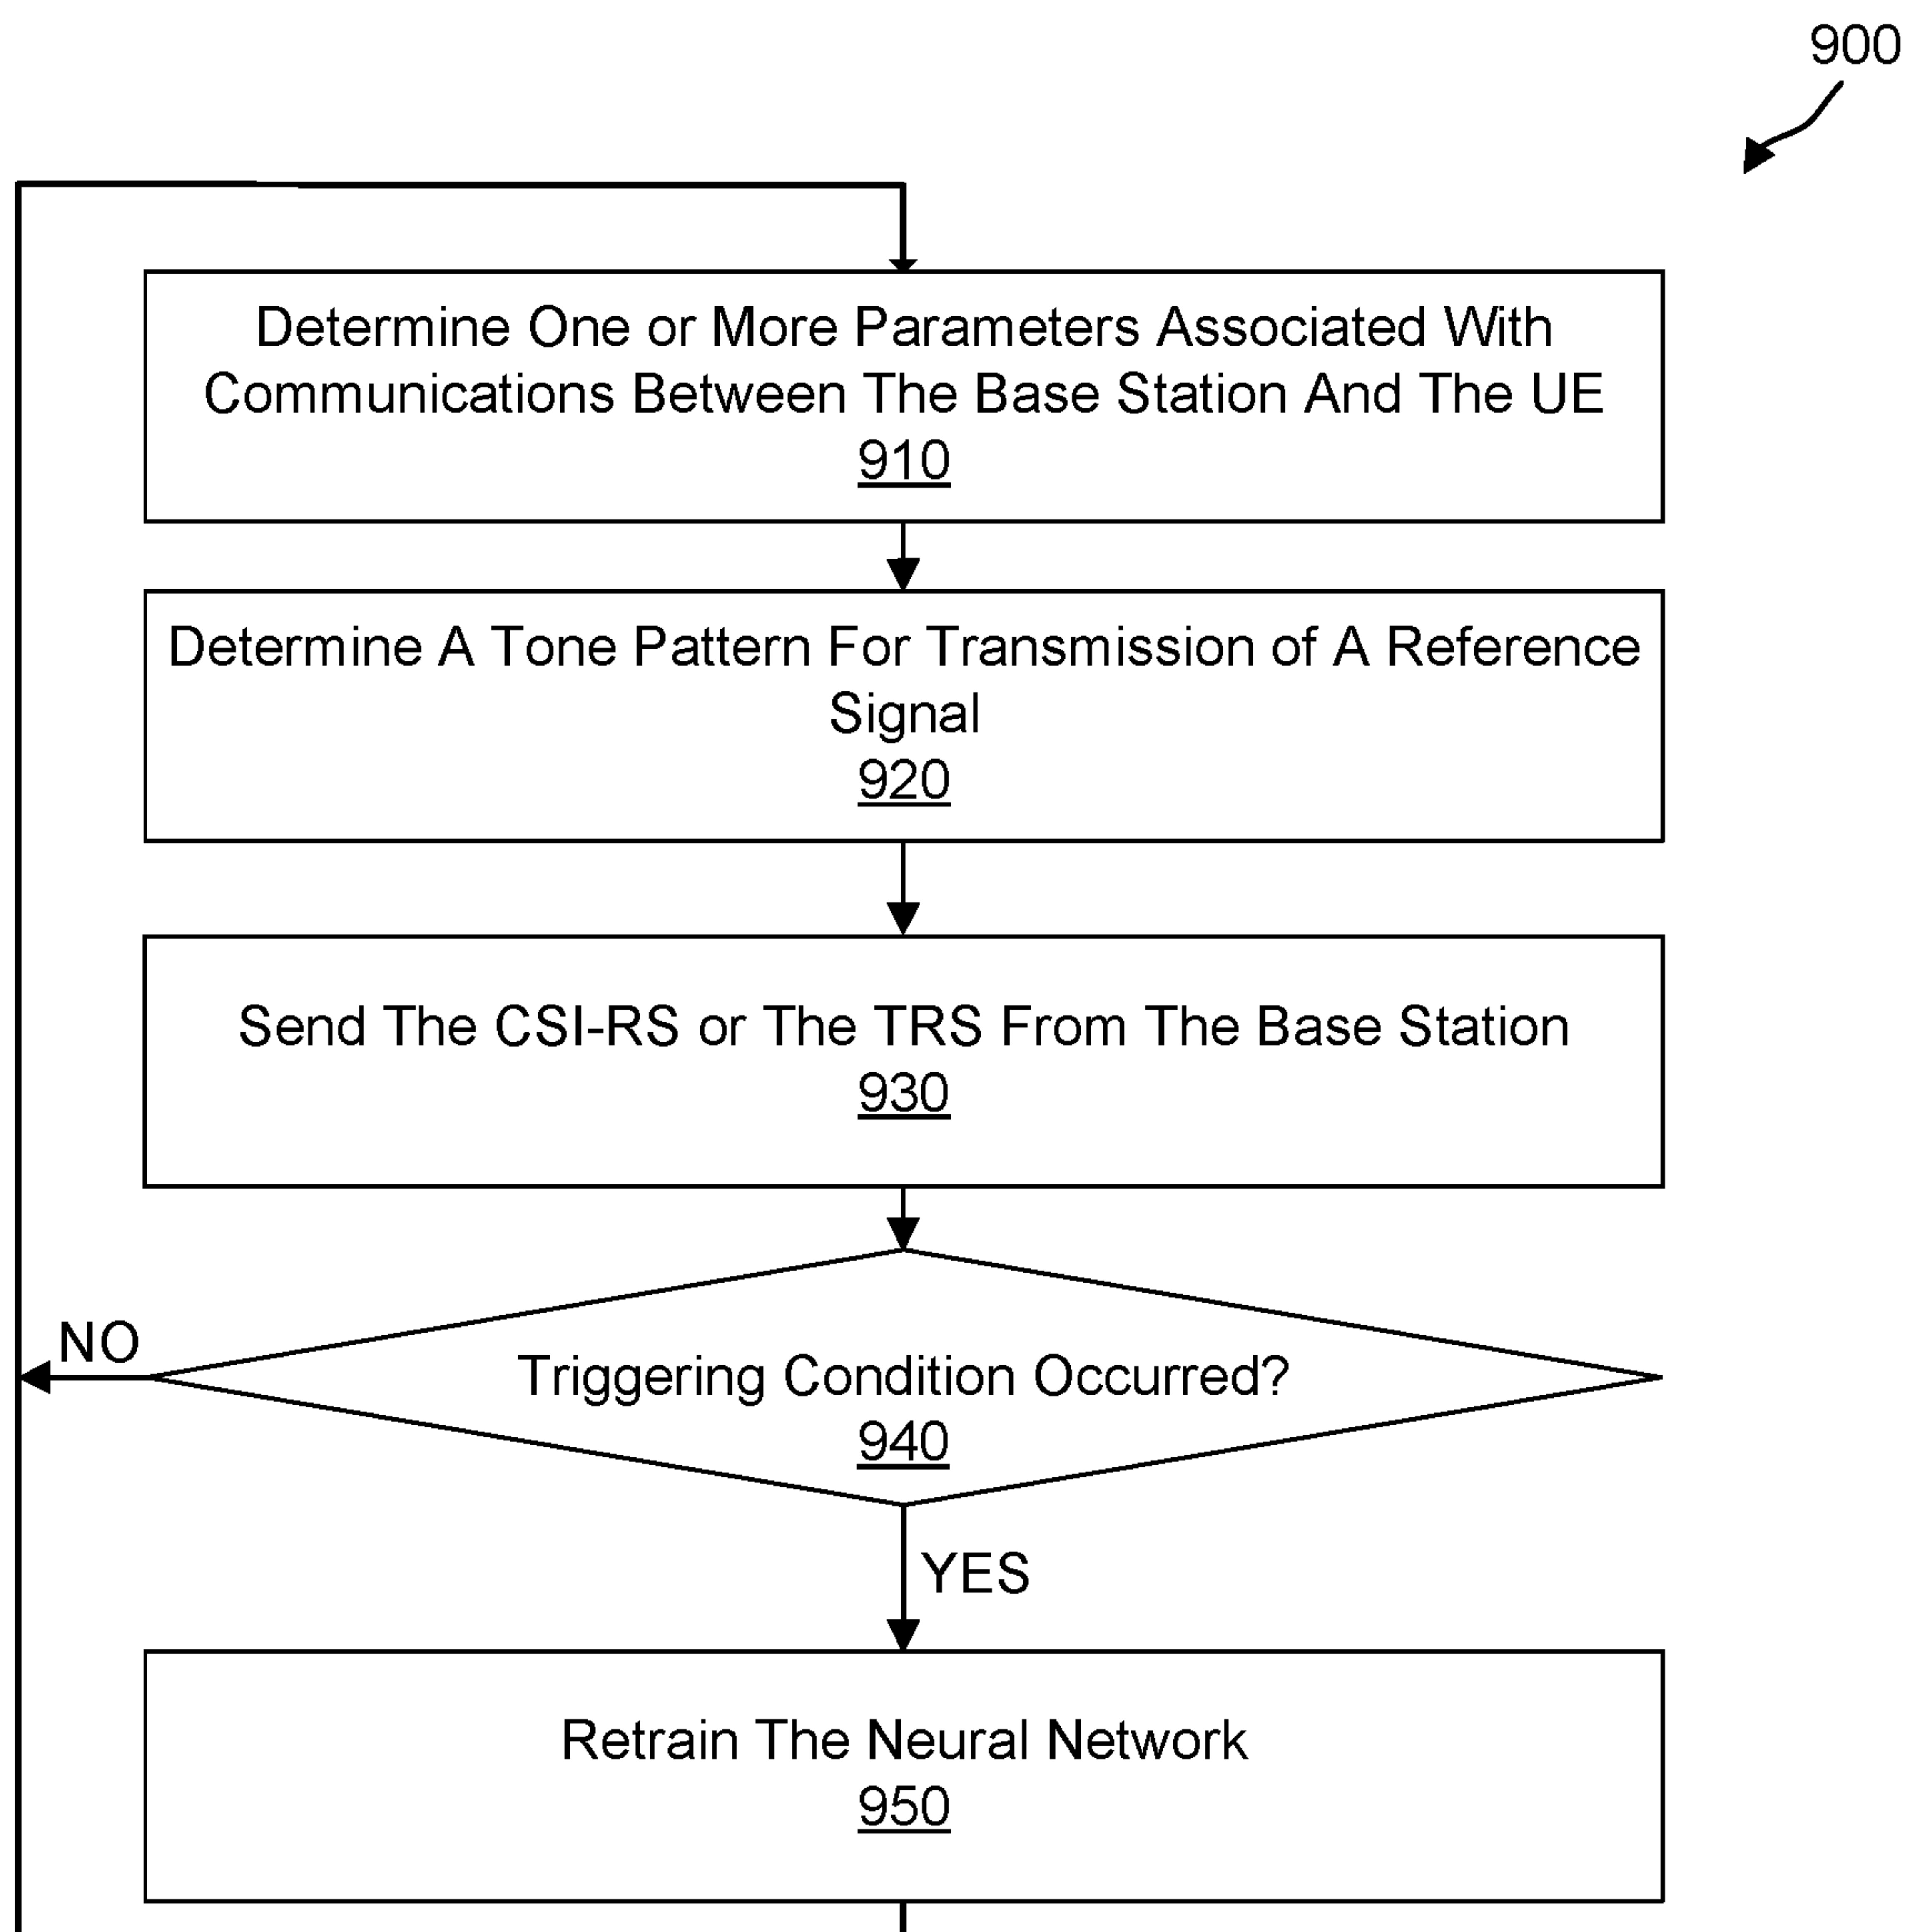 900
Determine One or More Parameters Associated With
Communications Between The Base Station And The UE
910
Determine A Tone Pattern For Transmission of A Reference
Signal
920
Send The CSI-RS or The TRS From The Base Station
930
NO
Triggering Condition Occurred?
940
YES
Retrain The Neural Network
950